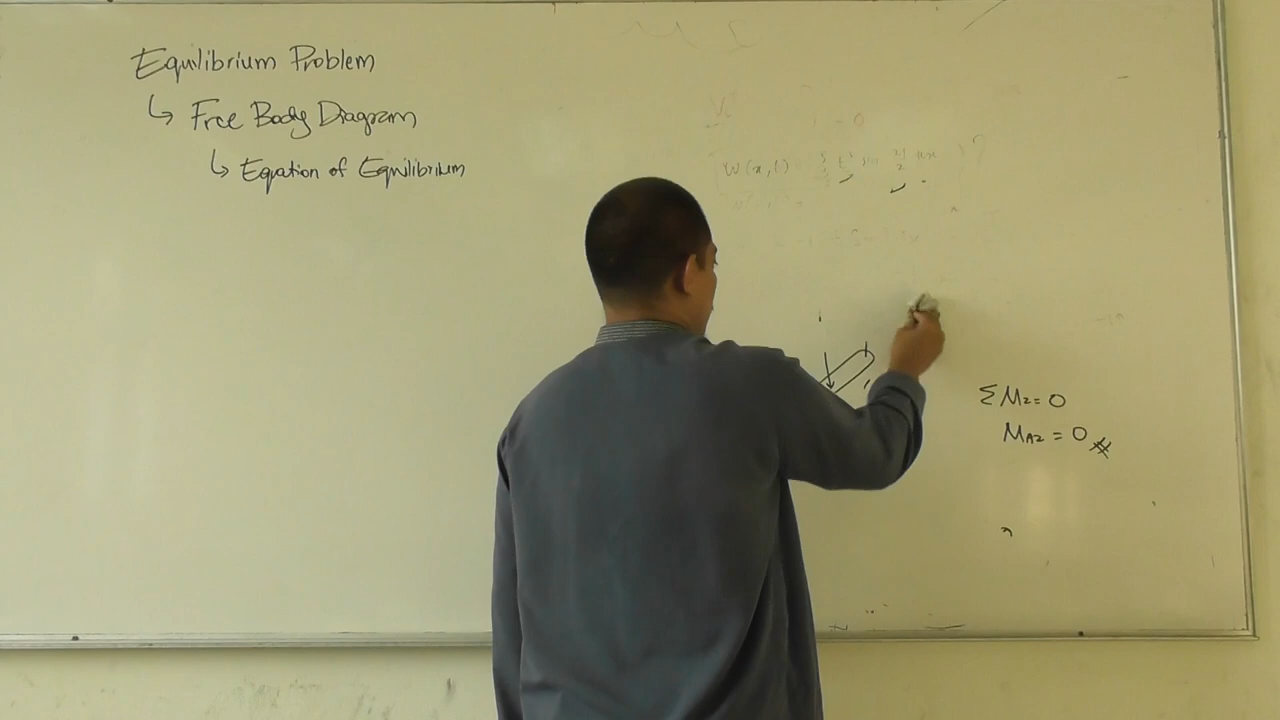 Equilibrium Problem
↳ Free Body Diagram
↳ Equation of Equilibrium
W(x,t)
ΣMz = 0
MAz = 0